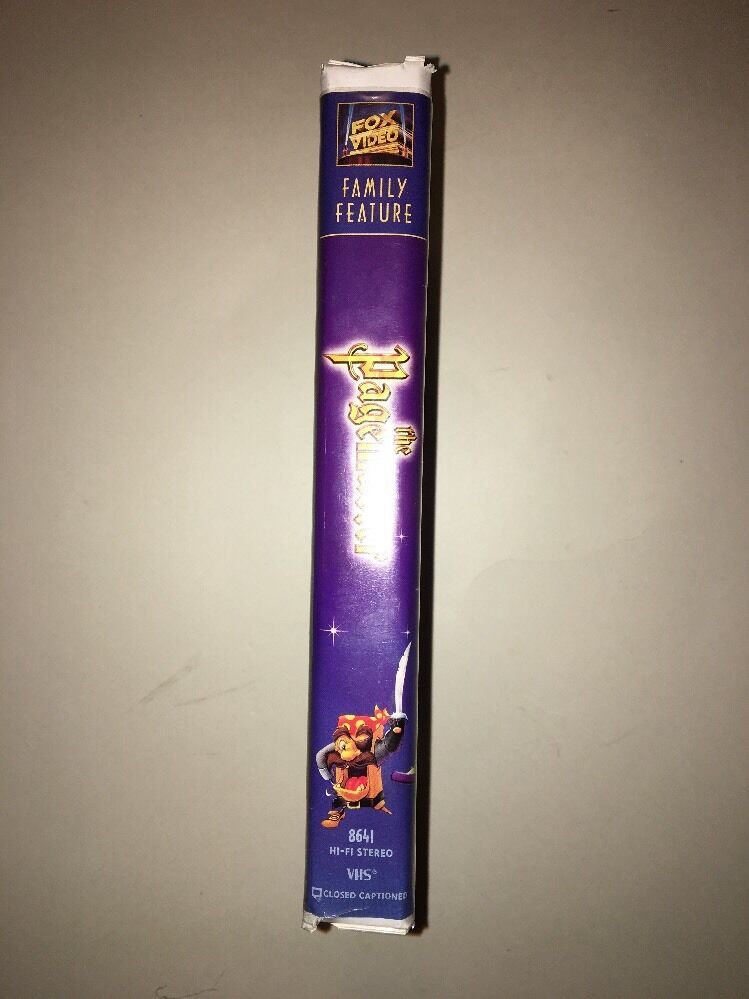 FOX
VIDEO
FAMILY
FEATURE
the
Pagemaster
8641
HI-FI STEREO
VHS
CLOSED CAPTIONED